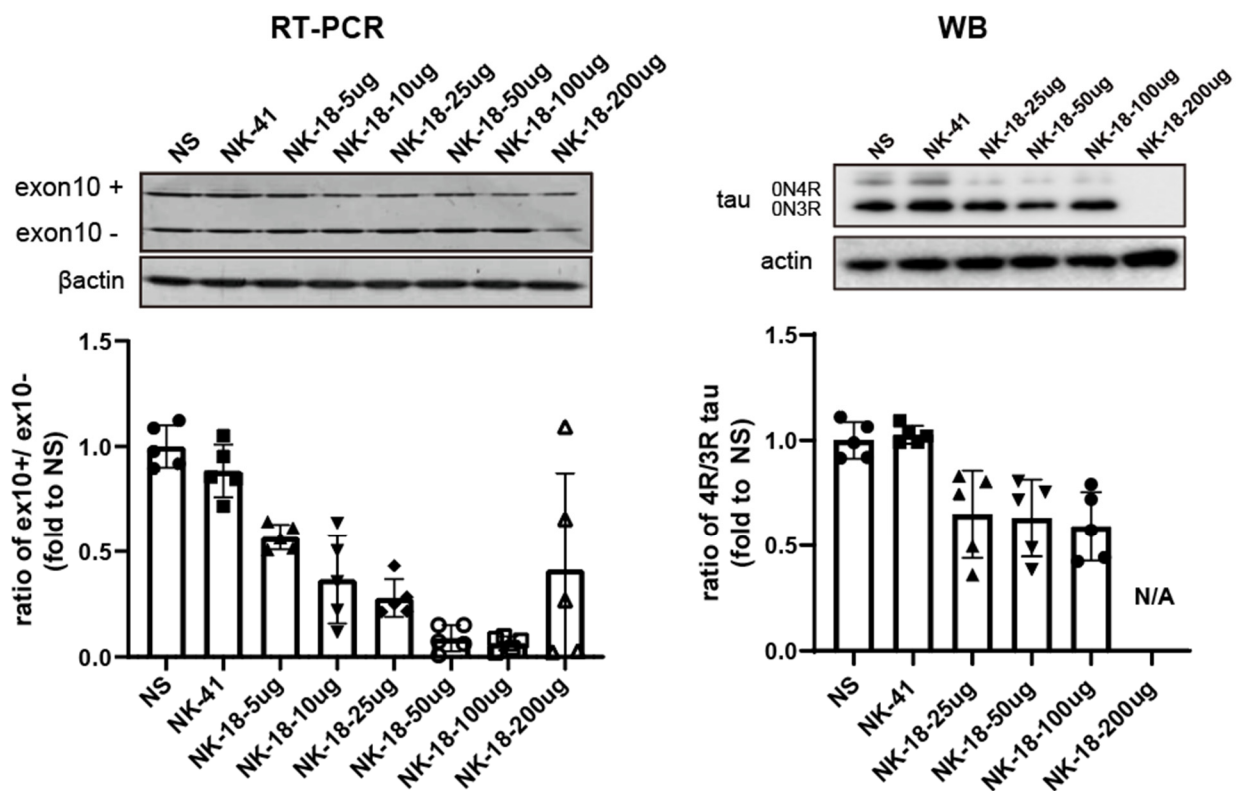 RT-PCR
NS
NK-41
NK-18-5ug
NK-18-10ug
NK-18-25ug
NK-18-50ug
NK-18-100ug
NK-18-200ug
exon10 +
exon10 -
βactin
1.5
1.0
0.5
0.0
ratio of ex10+/ ex10-
(fold to NS)
NS
NK-41
NK-18-5ug
NK-18-10ug
NK-18-25ug
NK-18-50ug
NK-18-100ug
NK-18-200ug
WB
NS
NK-41
NK-18-25ug
NK-18-50ug
NK-18-100ug
NK-18-200ug
tau
0N4R
0N3R
actin
1.5
1.0
0.5
0.0
ratio of 4R/3R tau
(fold to NS)
N/A
NS
NK-41
NK-18-25ug
NK-18-50ug
NK-18-100ug
NK-18-200ug